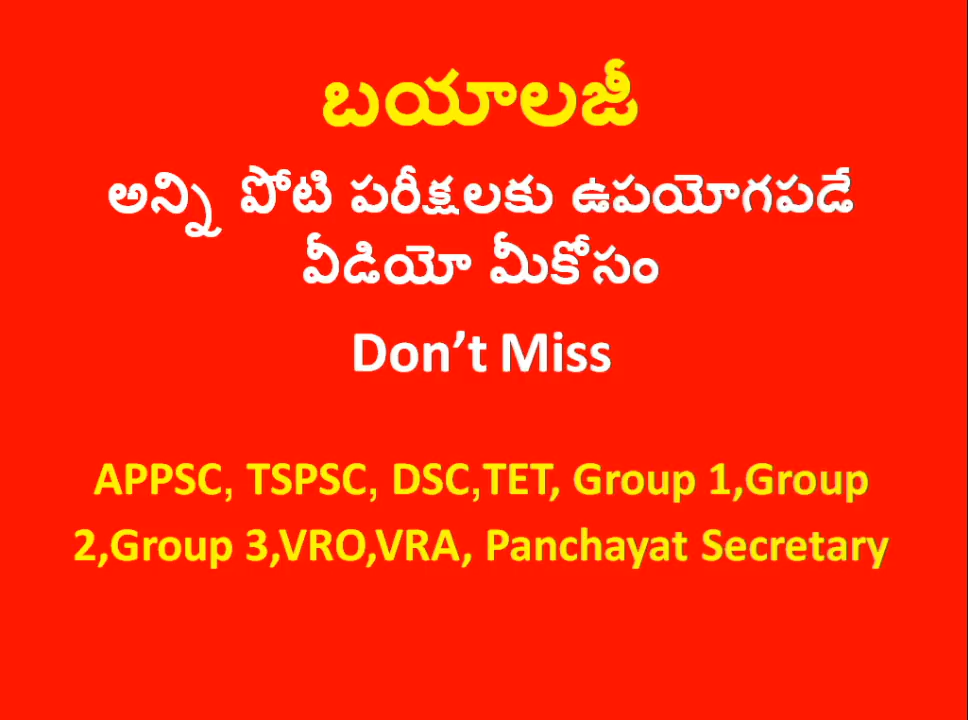 బయాలజీ
అన్ని పోటి పరీక్షలకు ఉపయోగపడే
వీడియో మీకోసం
Don’t Miss
APPSC, TSPSC, DSC,TET, Group 1,Group
2,Group 3,VRO,VRA, Panchayat Secretary